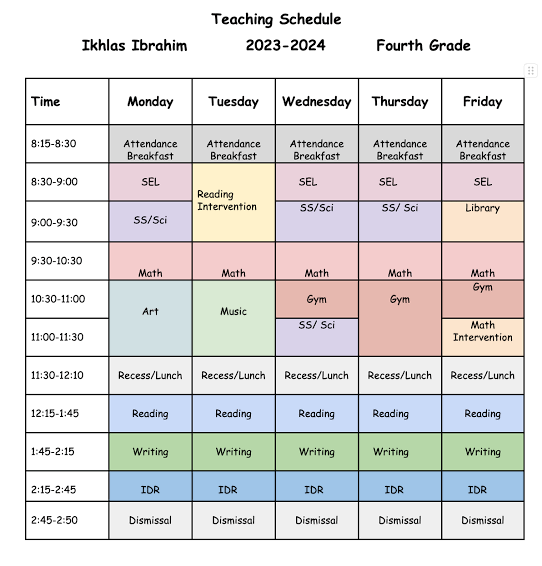 Teaching Schedule
Ikhlas Ibrahim 2023-2024 Fourth Grade
Time Monday Tuesday Wednesday Thursday Friday
8:15-8:30 Attendance Attendance Attendance Attendance Attendance
Breakfast Breakfast Breakfast Breakfast Breakfast
8:30-9:00 SEL Reading SEL SEL SEL
Intervention
9:00-9:30 SS/Sci SS/Sci SS/ Sci Library
9:30-10:30 Math Math Math Math Math
10:30-11:00 Art Music Gym Gym Gym
11:00-11:30 SS/ Sci Math
Intervention
11:30-12:10 Recess/Lunch Recess/Lunch Recess/Lunch Recess/Lunch Recess/Lunch
12:15-1:45 Reading Reading Reading Reading Reading
1:45-2:15 Writing Writing Writing Writing Writing
2:15-2:45 IDR IDR IDR IDR IDR
2:45-2:50 Dismissal Dismissal Dismissal Dismissal Dismissal